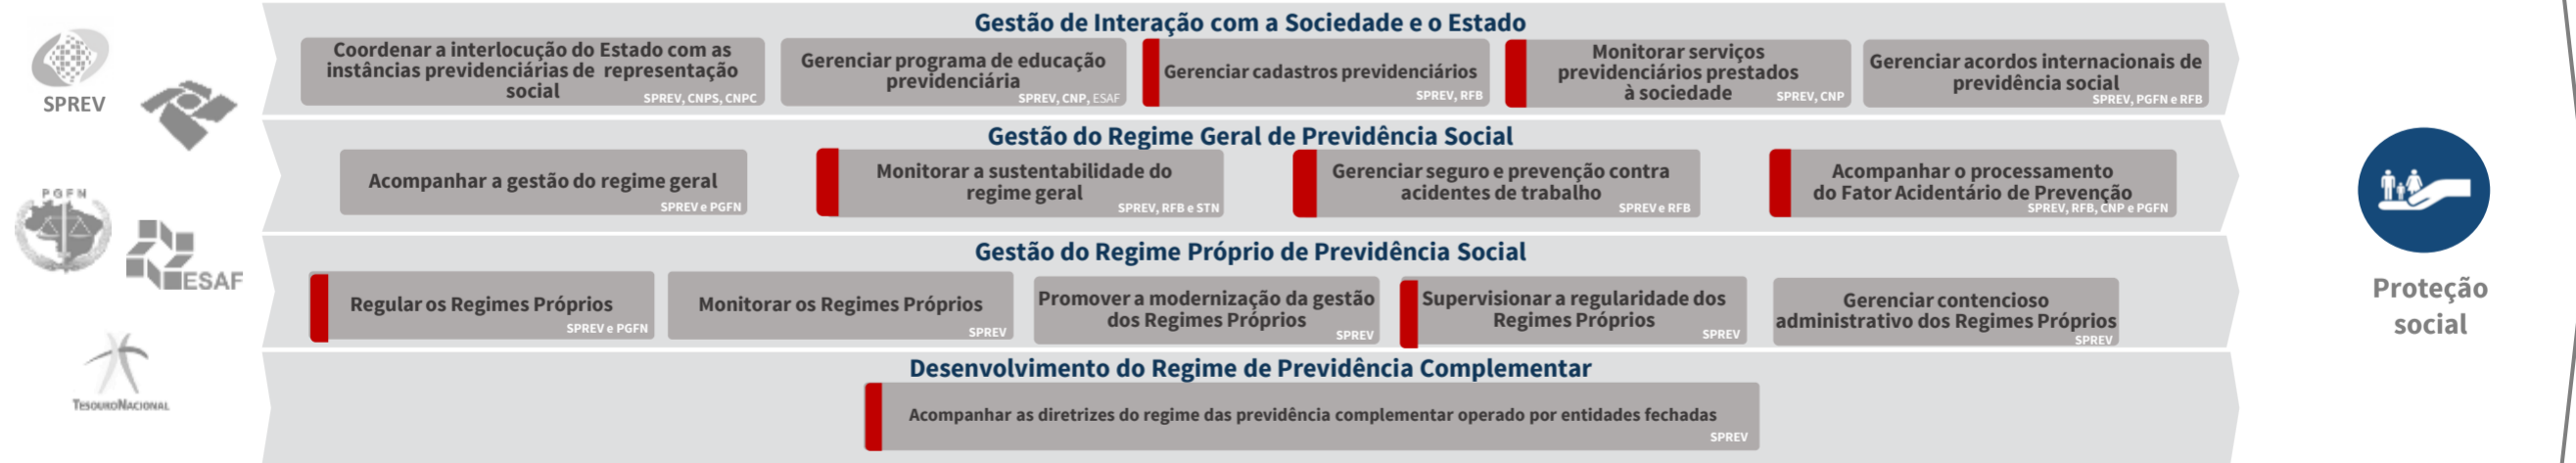 SPREV
PGFN
ESAF
TESOURONACIONAL
Gestão de Interação com a Sociedade e o Estado
Coordenar a interlocução do Estado com as
instâncias previdenciárias de representação
social
SPREV, CNPS, CNPC
Gerenciar programa de educação
previdenciária
SPREV, CNP, ESAF
Gerenciar cadastros previdenciários
SPREV, RFB
Monitorar serviços
previdenciários prestados
à sociedade
SPREV, CNP
Gerenciar acordos internacionais de
previdência social
SPREV, PGFN e RFB
Gestão do Regime Geral de Previdência Social
Acompanhar a gestão do regime geral
SPREV e PGFN
Monitorar a sustentabilidade do
regime geral
SPREV, RFB e STN
Gerenciar seguro e prevenção contra
acidentes de trabalho
SPREV e RFB
Acompanhar o processamento
do Fator Acidentário de Prevenção
SPREV, RFB, CNP e PGFN
Gestão do Regime Próprio de Previdência Social
Regular os Regimes Próprios
SPREV e PGFN
Monitorar os Regimes Próprios
SPREV
Promover a modernização da gestão
dos Regimes Próprios
SPREV
Supervisionar a regularidade dos
Regimes Próprios
SPREV
Gerenciar contencioso
administrativo dos Regimes Próprios
SPREV
Desenvolvimento do Regime de Previdência Complementar
Acompanhar as diretrizes do regime das previdência complementar operado por entidades fechadas
SPREV
Proteção
social